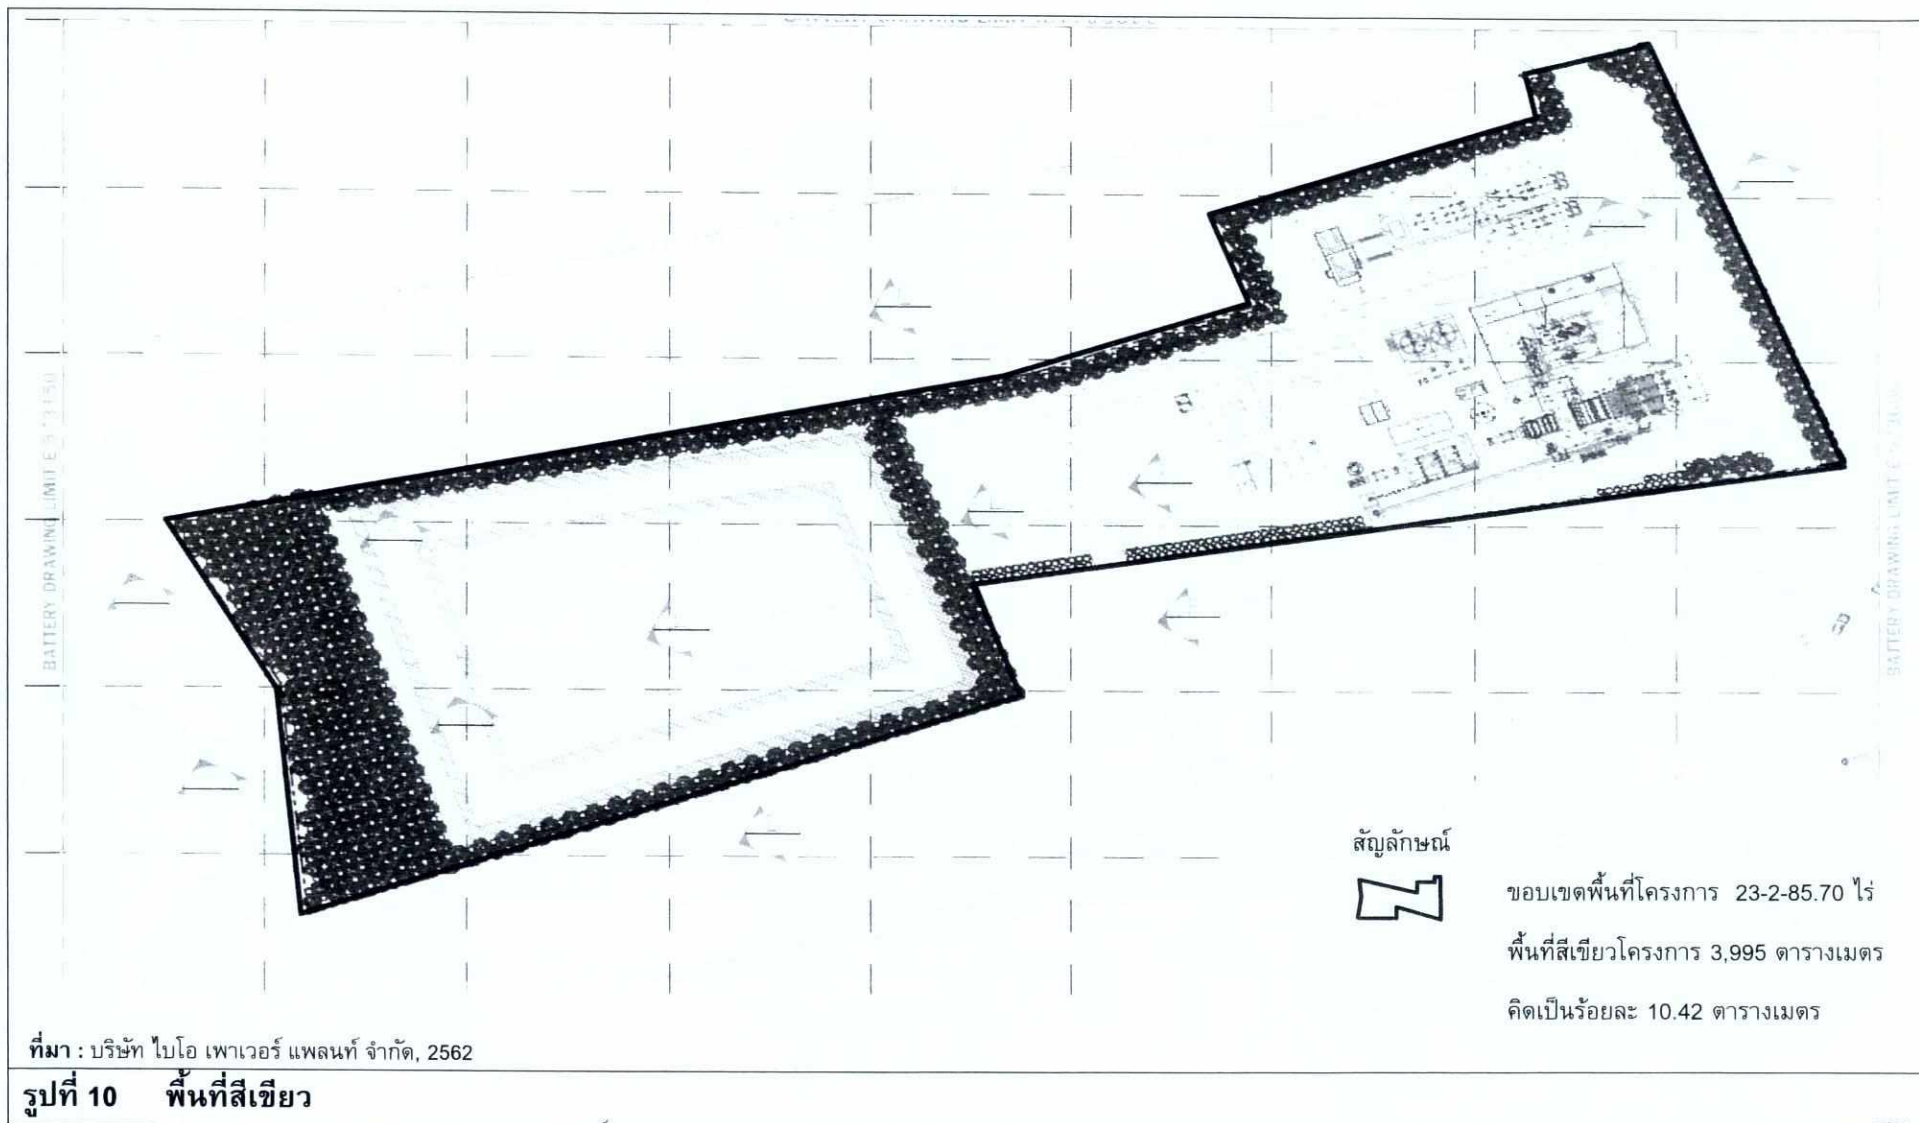 BATTERY DRAWING LIMIT E
BATTERY DRAWING LIMIT
สัญลักษณ์
ขอบเขตพื้นที่โครงการ 23-2-85.70 ไร่
พื้นที่สีเขียวโครงการ 3,995 ตารางเมตร
คิดเป็นร้อยละ 10.42 ตารางเมตร
ที่มา : บริษัท ไบโอ เพาเวอร์ แพลนท์ จำกัด, 2562
รูปที่ 10 พื้นที่สีเขียว